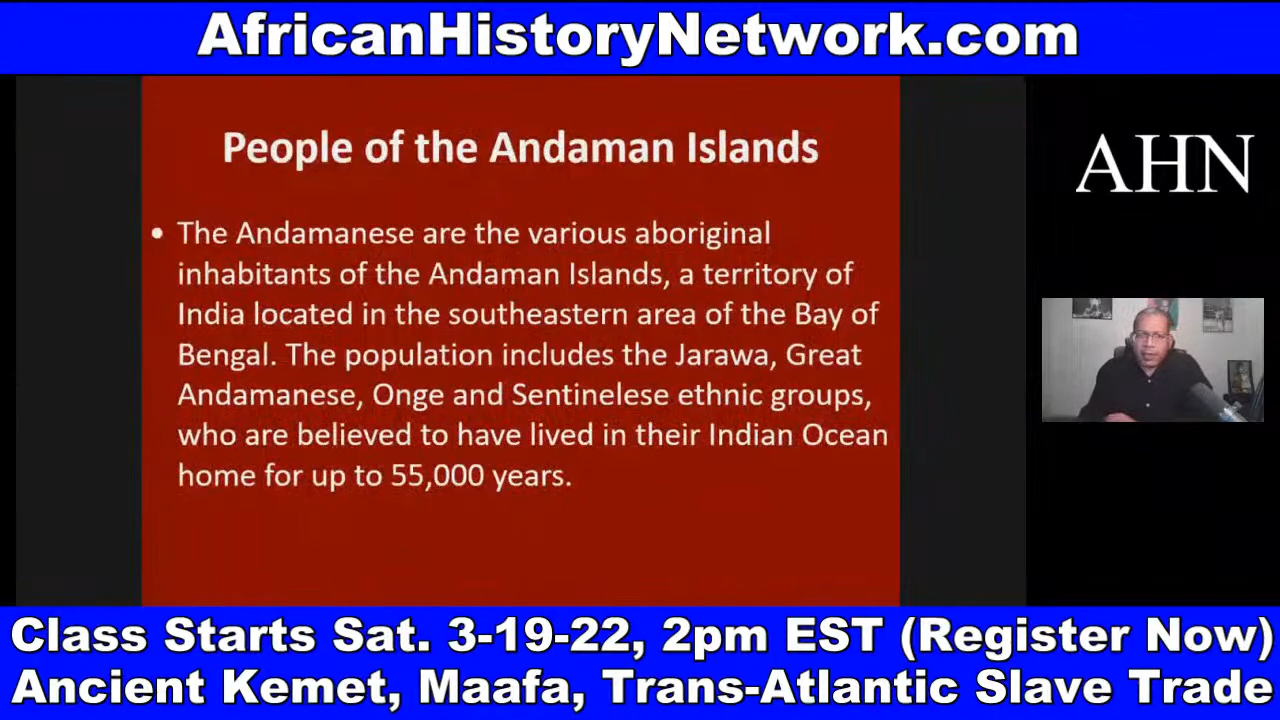 AfricanHistoryNetwork.com
People of the Andaman Islands
AHN
• The Andamanese are the various aboriginal
inhabitants of the Andaman Islands, a territory of
India located in the southeastern area of the Bay of
Bengal. The population includes the Jarawa, Great
Andamanese, Onge and Sentinelese ethnic groups,
who are believed to have lived in their Indian Ocean
home for up to 55,000 years.
Class Starts Sat. 3-19-22, 2pm EST (Register Now)
Ancient Kemet, Maafa, Trans-Atlantic Slave Trade